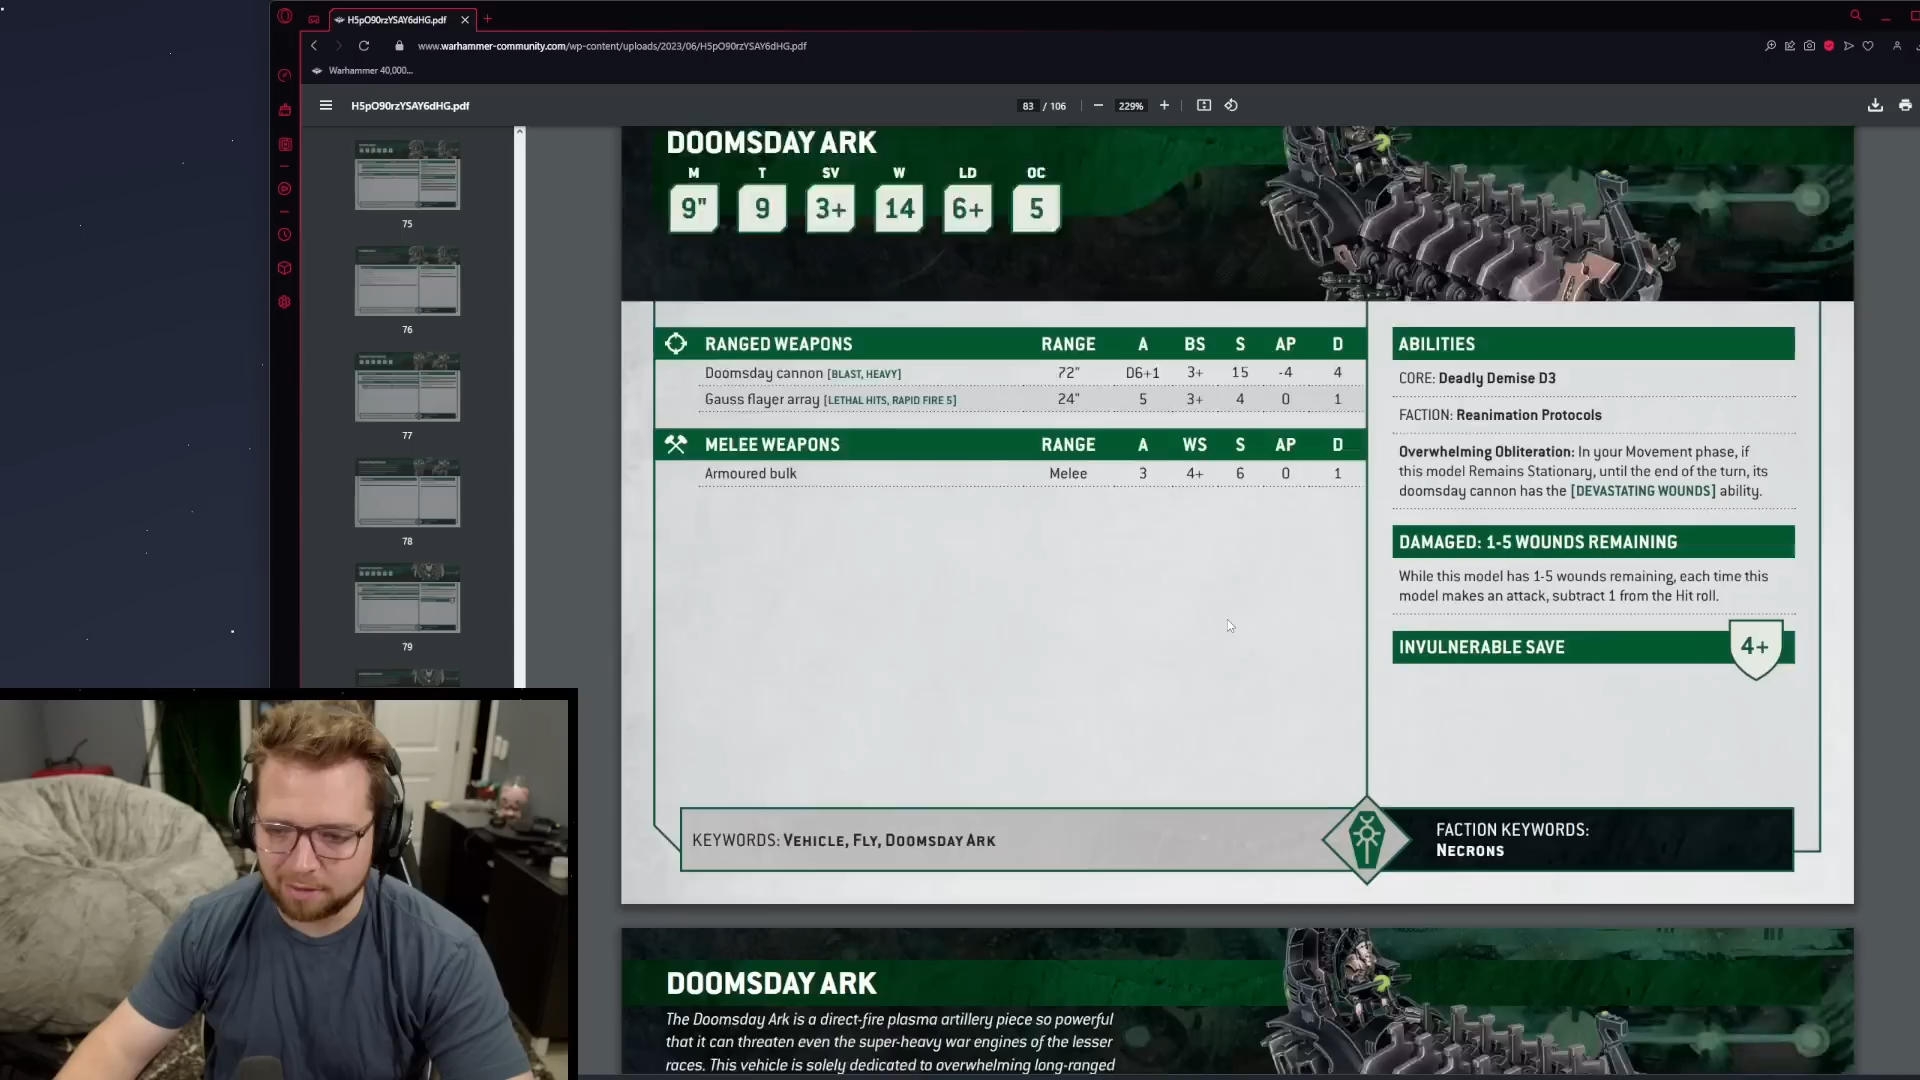 H5pO90rzYSAY6dHG.pdf
www.warhammer-community.com/wp-content/uploads/2023/06/H5pO90rzYSAY6dHG.pdf
Warhammer 40,000...
H5pO90rzYSAY6dHG.pdf
83 / 106
229%
75
76
77
78
79
DOOMSDAY ARK
M T SV W LD OC
9" 9 3+ 14 6+ 5
RANGED WEAPONS RANGE A BS S AP D
Doomsday cannon [BLAST, HEAVY] 72" D6+1 3+ 15 -4 4
Gauss flayer array [LETHAL HITS, RAPID FIRE 5] 24" 5 3+ 4 0 1
MELEE WEAPONS RANGE A WS S AP D
Armoured bulk Melee 3 4+ 6 0 1
ABILITIES
CORE: Deadly Demise D3
FACTION: Reanimation Protocols
Overwhelming Obliteration: In your Movement phase, if
this model Remains Stationary, until the end of the turn, its
doomsday cannon has the [DEVASTATING WOUNDS] ability.
DAMAGED: 1-5 WOUNDS REMAINING
While this model has 1-5 wounds remaining, each time this
model makes an attack, subtract 1 from the Hit roll.
INVULNERABLE SAVE 4+
KEYWORDS: VEHICLE, FLY, DOOMSDAY ARK
FACTION KEYWORDS:
NECRONS
DOOMSDAY ARK
The Doomsday Ark is a direct-fire plasma artillery piece so powerful
that it can threaten even the super-heavy war engines of the lesser
races. This vehicle is solely dedicated to overwhelming long-ranged